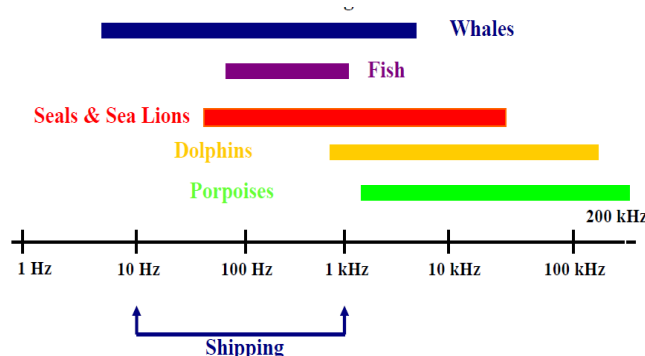 Whales
Fish
Seals & Sea Lions
Dolphins
Porpoises
200 kHz
1 Hz 10 Hz 100 Hz 1 kHz 10 kHz 100 kHz
Shipping